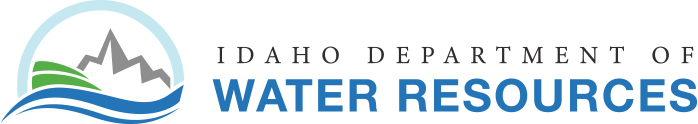 IDAHO DEPARTMENT OF
WATER RESOURCES